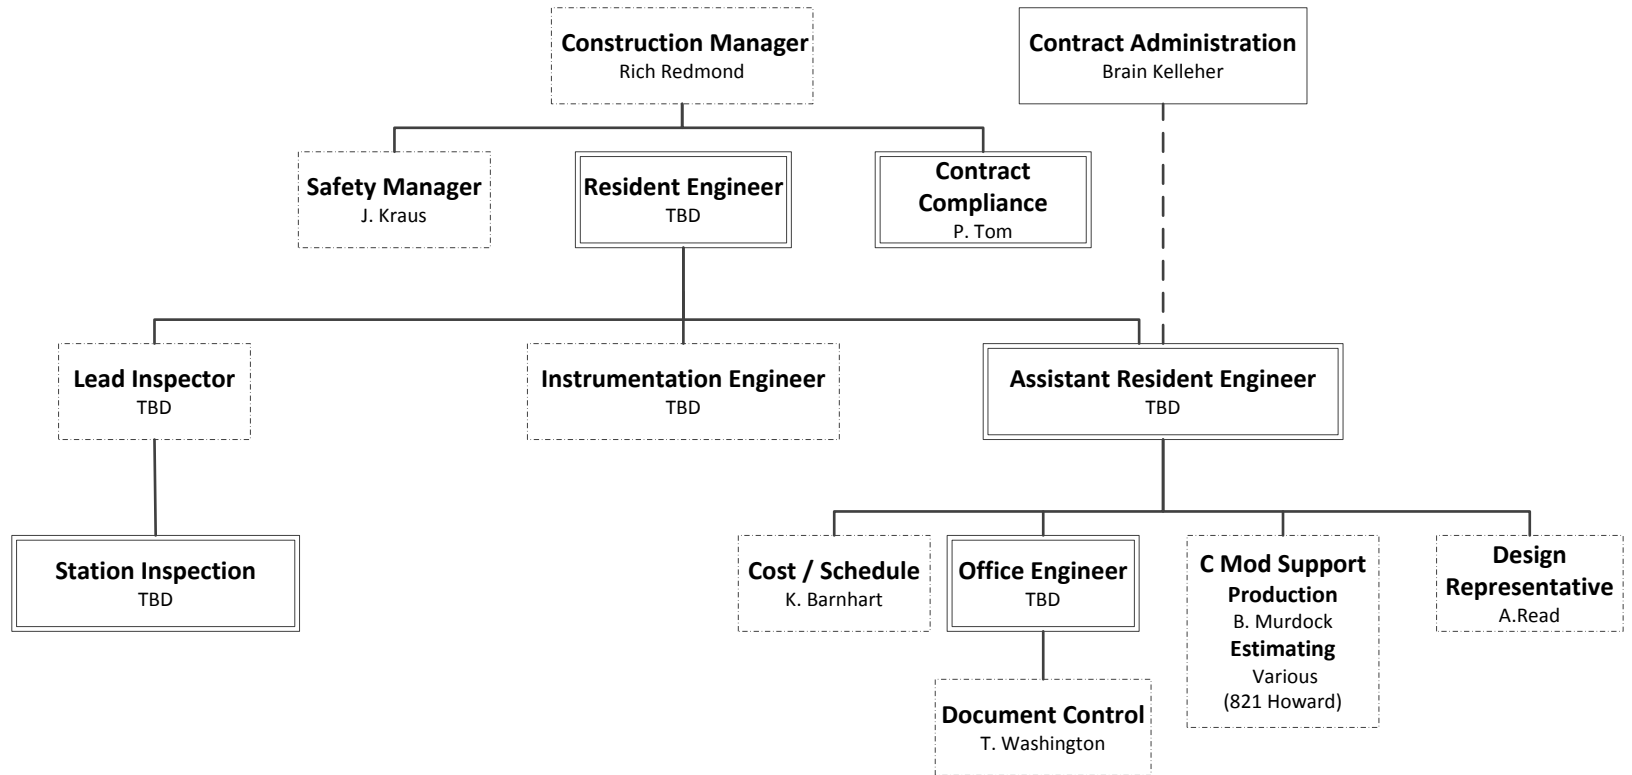 Construction Manager
Rich Redmond
Contract Administration
Brain Kelleher
Safety Manager
J. Kraus
Resident Engineer
TBD
Contract
Compliance
P. Tom
Lead Inspector
TBD
Instrumentation Engineer
TBD
Assistant Resident Engineer
TBD
Station Inspection
TBD
Cost / Schedule
K. Barnhart
Office Engineer
TBD
C Mod Support
Production
B. Murdock
Estimating
Various
(821 Howard)
Design
Representative
A.Read
Document Control
T. Washington